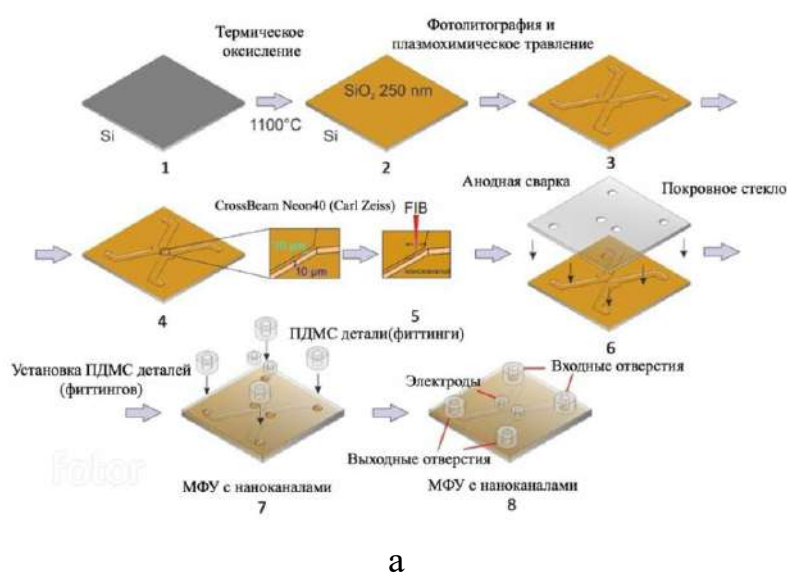 Термическое
оксисление
Фотолитография и
плазмохимическое травление
Si
1
1100°C
SiO₂ 250 nm
Si
2
3
Анодная сварка
Покровное стекло
CrossBeam Neon40 (Carl Zeiss)
FIB
10 μm
4
5
6
ПДМС детали(фиттинги)
Установка ПДМС деталей
(фиттингов)
Электроды
Входные отверстия
Выходные отверстия
fotor
МФУ с наноканалами
7
МФУ с наноканалами
8
а